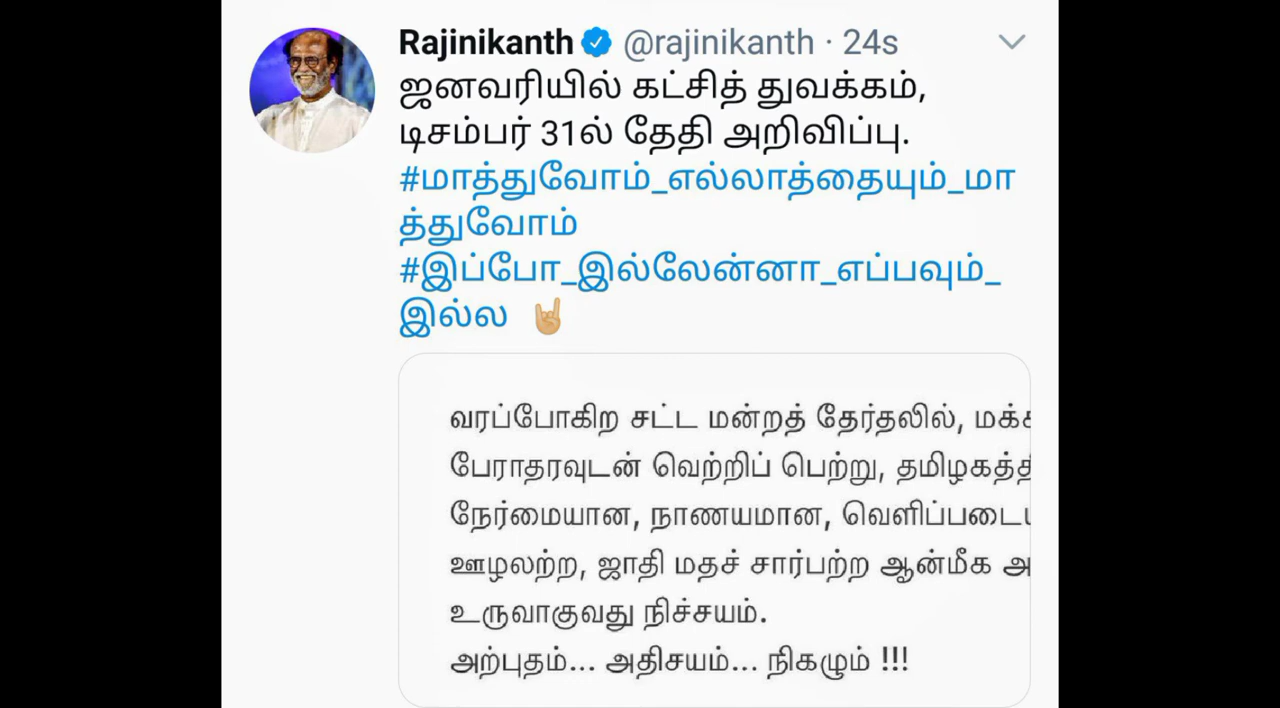 Rajinikanth @rajinikanth · 24s
ஜனவரியில் கட்சித் துவக்கம்,
டிசம்பர் 31ல் தேதி அறிவிப்பு.
#மாத்துவோம்_எல்லாத்தையும்_மா
த்துவோம்
#இப்போ_இல்லேன்னா_எப்பவும்_
இல்ல 🤘🏼
வரப்போகிற சட்ட மன்றத் தேர்தலில்,
பேராதரவுடன் வெற்றிப் பெற்று,
நேர்மையான, நாணயமான,
ஊழலற்ற, ஜாதி மதச் சார்பற்ற ஆன்மீக
உருவாகுவது நிச்சயம்.
அற்புதம்... அதிசயம்... நிகழும் !!!